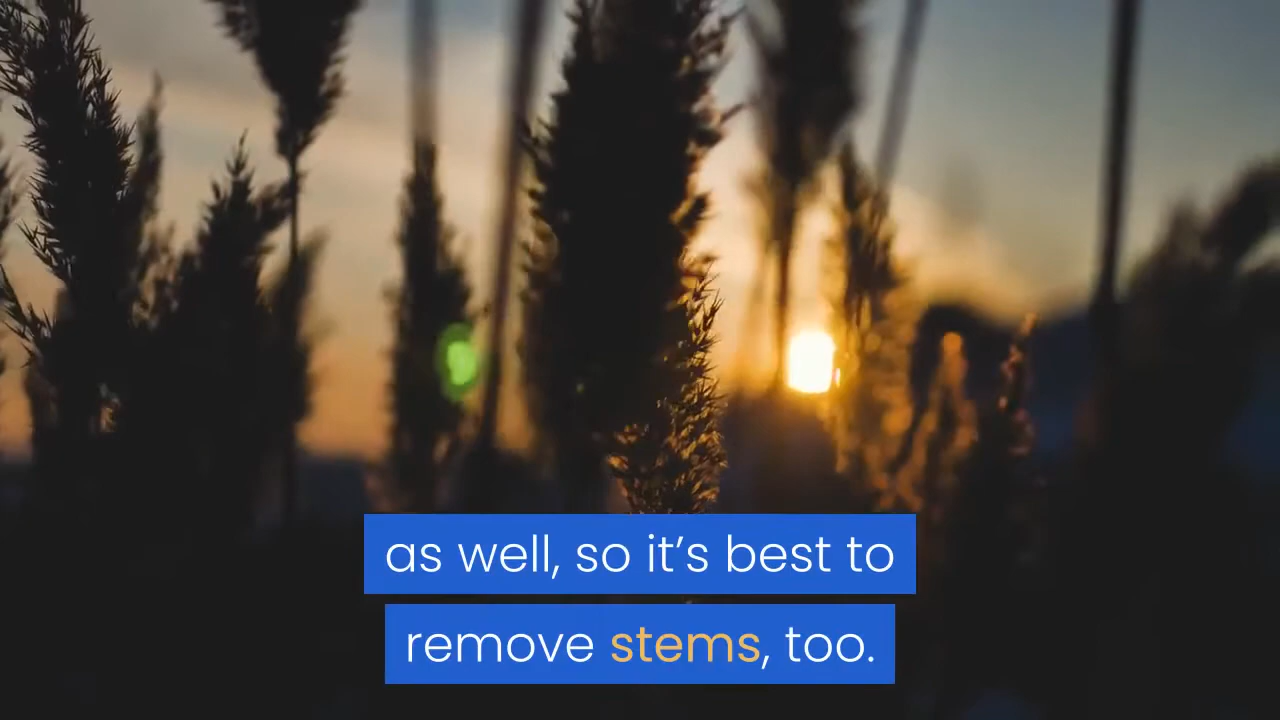 as well, so it’s best to
remove stems, too.